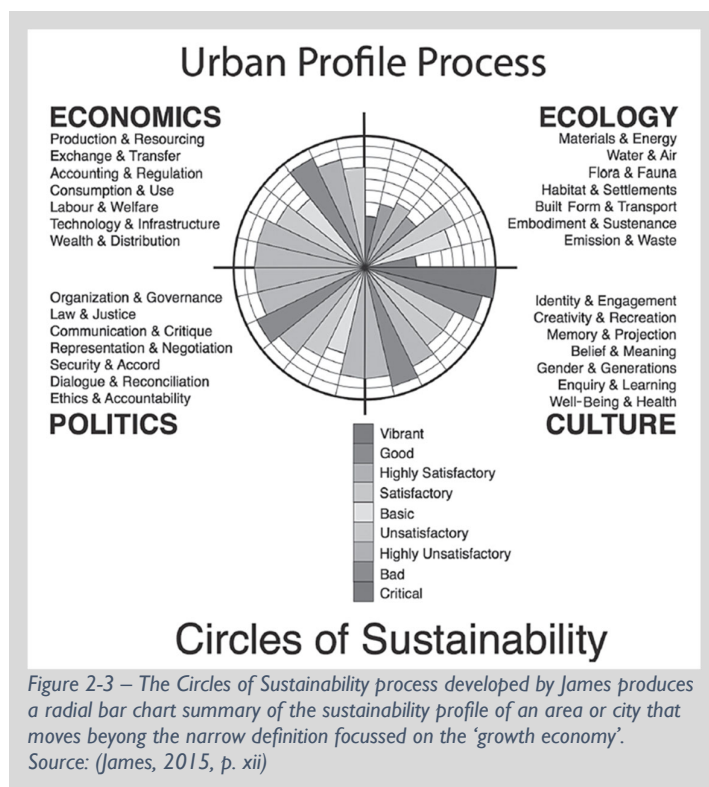 Urban Profile Process
ECONOMICS
Production & Resourcing
Exchange & Transfer
Accounting & Regulation
Consumption & Use
Labour & Welfare
Technology & Infrastructure
Wealth & Distribution
ECOLOGY
Materials & Energy
Water & Air
Flora & Fauna
Habitat & Settlements
Built Form & Transport
Embodiment & Sustenance
Emission & Waste
Organization & Governance
Law & Justice
Communication & Critique
Representation & Negotiation
Security & Accord
Dialogue & Reconciliation
Ethics & Accountability
POLITICS
Identity & Engagement
Creativity & Recreation
Memory & Projection
Belief & Meaning
Gender & Generations
Enquiry & Learning
Well-Being & Health
CULTURE
Vibrant
Good
Highly Satisfactory
Satisfactory
Basic
Unsatisfactory
Highly Unsatisfactory
Bad
Critical
Circles of Sustainability
Figure 2-3 – The Circles of Sustainability process developed by James produces
a radial bar chart summary of the sustainability profile of an area or city that
moves beyong the narrow definition focussed on the ‘growth economy’.
Source: (James, 2015, p. xii)